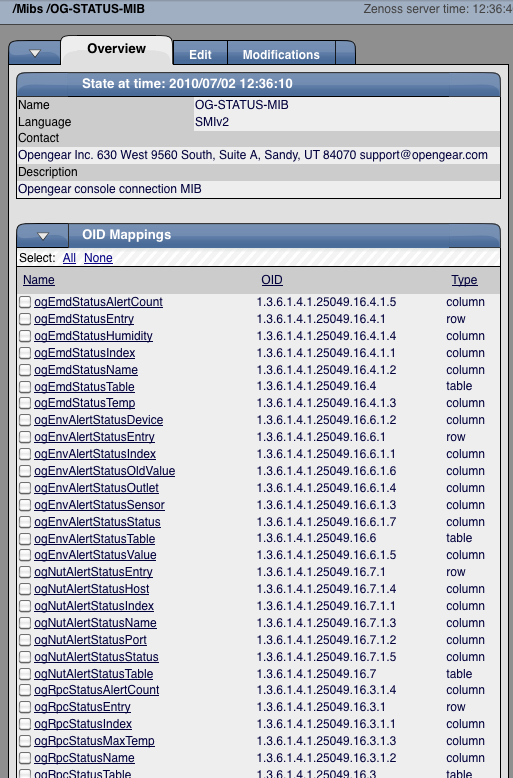 /Mibs /OG-STATUS-MIB Zenoss server time: 12:36:4
Overview Edit Modifications
State at time: 2010/07/02 12:36:10
Name OG-STATUS-MIB
Language SMIv2
Contact
Opengear Inc. 630 West 9560 South, Suite A, Sandy, UT 84070 support@opengear.com
Description
Opengear console connection MIB
OID Mappings
Select: All None
Name OID Type
ogEmdStatusAlertCount 1.3.6.1.4.1.25049.16.4.1.5 column
ogEmdStatusEntry 1.3.6.1.4.1.25049.16.4.1 row
ogEmdStatusHumidity 1.3.6.1.4.1.25049.16.4.1.4 column
ogEmdStatusIndex 1.3.6.1.4.1.25049.16.4.1.1 column
ogEmdStatusName 1.3.6.1.4.1.25049.16.4.1.2 column
ogEmdStatusTable 1.3.6.1.4.1.25049.16.4 table
ogEmdStatusTemp 1.3.6.1.4.1.25049.16.4.1.3 column
ogEnvAlertStatusDevice 1.3.6.1.4.1.25049.16.6.1.2 column
ogEnvAlertStatusEntry 1.3.6.1.4.1.25049.16.6.1 row
ogEnvAlertStatusIndex 1.3.6.1.4.1.25049.16.6.1.1 column
ogEnvAlertStatusOldValue 1.3.6.1.4.1.25049.16.6.1.6 column
ogEnvAlertStatusOutlet 1.3.6.1.4.1.25049.16.6.1.4 column
ogEnvAlertStatusSensor 1.3.6.1.4.1.25049.16.6.1.3 column
ogEnvAlertStatusStatus 1.3.6.1.4.1.25049.16.6.1.7 column
ogEnvAlertStatusTable 1.3.6.1.4.1.25049.16.6 table
ogEnvAlertStatusValue 1.3.6.1.4.1.25049.16.6.1.5 column
ogNutAlertStatusEntry 1.3.6.1.4.1.25049.16.7.1 row
ogNutAlertStatusHost 1.3.6.1.4.1.25049.16.7.1.4 column
ogNutAlertStatusIndex 1.3.6.1.4.1.25049.16.7.1.1 column
ogNutAlertStatusName 1.3.6.1.4.1.25049.16.7.1.3 column
ogNutAlertStatusPort 1.3.6.1.4.1.25049.16.7.1.2 column
ogNutAlertStatusStatus 1.3.6.1.4.1.25049.16.7.1.5 column
ogNutAlertStatusTable 1.3.6.1.4.1.25049.16.7 table
ogRpcStatusAlertCount 1.3.6.1.4.1.25049.16.3.1.4 column
ogRpcStatusEntry 1.3.6.1.4.1.25049.16.3.1 row
ogRpcStatusIndex 1.3.6.1.4.1.25049.16.3.1.1 column
ogRpcStatusMaxTemp 1.3.6.1.4.1.25049.16.3.1.3 column
ogRpcStatusName 1.3.6.1.4.1.25049.16.3.1.2 column
ogRpcStatusTable 1.3.6.1.4.1.25049.16.3 table